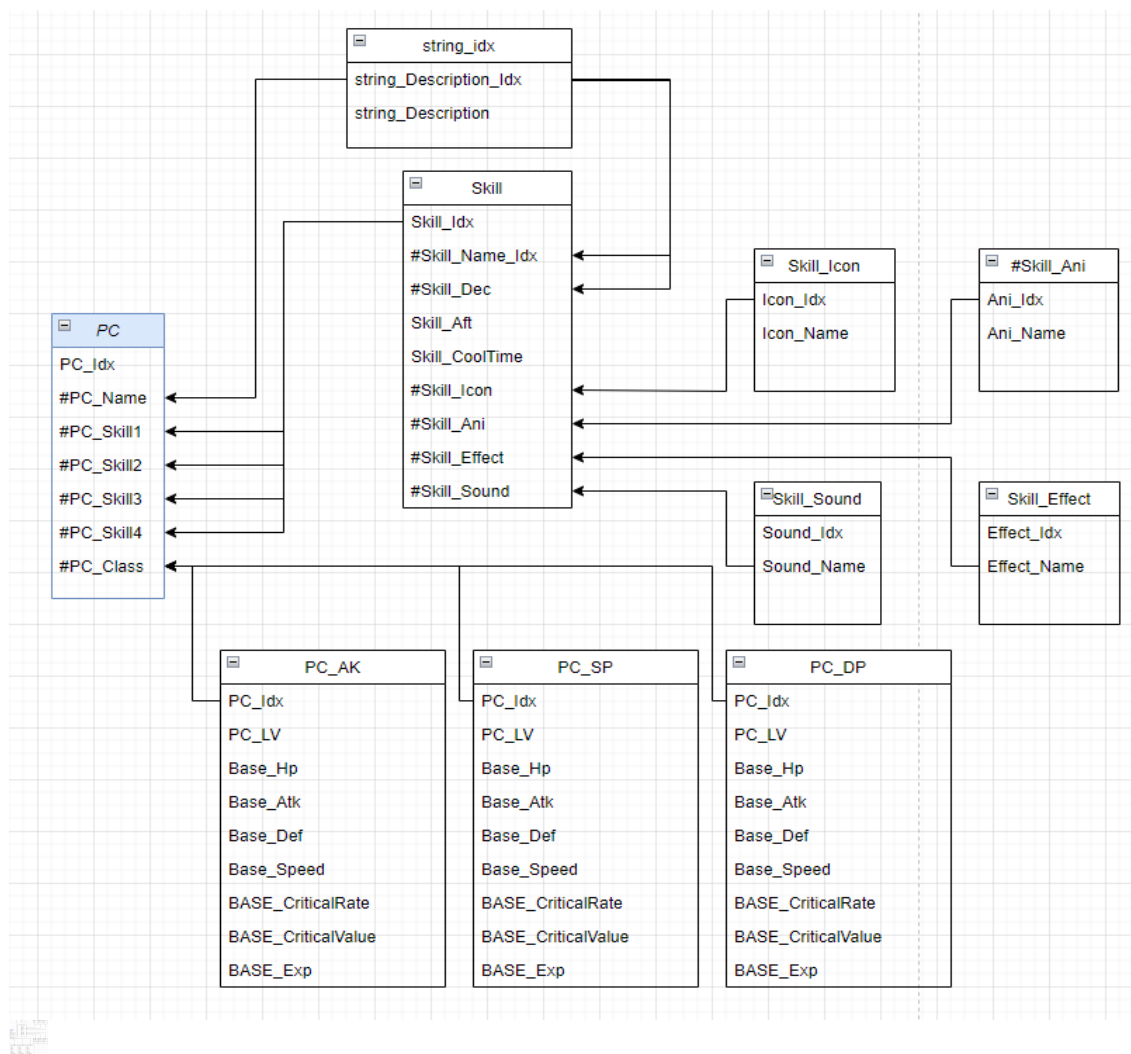 string_idx
string_Description_Idx
string_Description
Skill
Skill_Idx
#Skill_Name_Idx
#Skill_Dec
Skill_Aft
Skill_CoolTime
#Skill_Icon
#Skill_Ani
#Skill_Effect
#Skill_Sound
Skill_Icon
Icon_Idx
Icon_Name
#Skill_Ani
Ani_Idx
Ani_Name
PC
PC_Idx
#PC_Name
#PC_Skill1
#PC_Skill2
#PC_Skill3
#PC_Skill4
#PC_Class
Skill_Sound
Sound_Idx
Sound_Name
Skill_Effect
Effect_Idx
Effect_Name
PC_AK
PC_Idx
PC_LV
Base_Hp
Base_Atk
Base_Def
Base_Speed
BASE_CriticalRate
BASE_CriticalValue
BASE_Exp
PC_SP
PC_Idx
PC_LV
Base_Hp
Base_Atk
Base_Def
Base_Speed
BASE_CriticalRate
BASE_CriticalValue
BASE_Exp
PC_DP
PC_Idx
PC_LV
Base_Hp
Base_Atk
Base_Def
Base_Speed
BASE_CriticalRate
BASE_CriticalValue
BASE_Exp